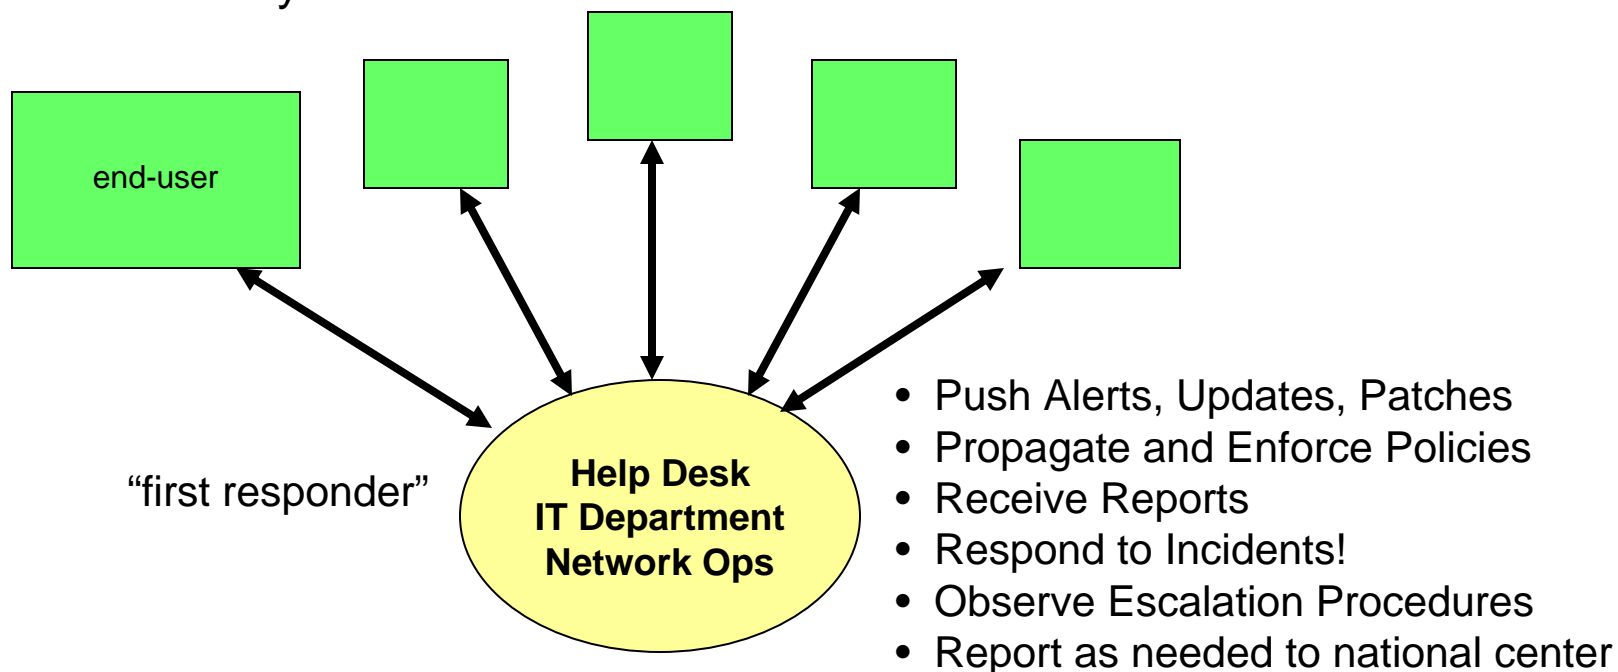 end-user
“first responder”
Help Desk
IT Department
Network Ops
• Push Alerts, Updates, Patches
• Propagate and Enforce Policies
• Receive Reports
• Respond to Incidents!
• Observe Escalation Procedures
• Report as needed to national center